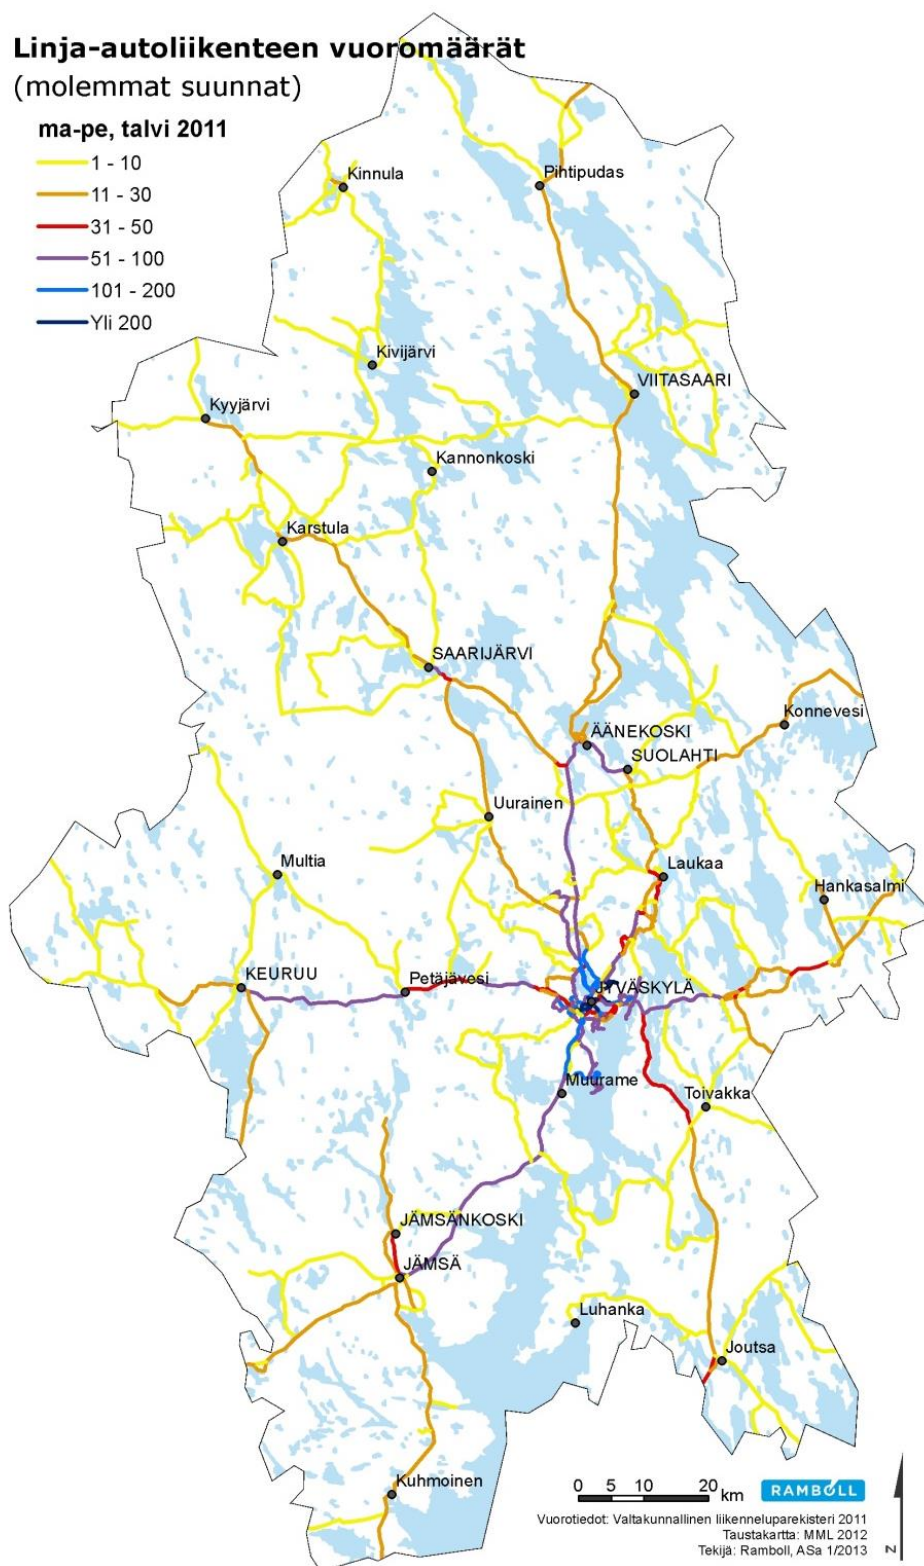 Linja-autoliikenteen vuoromäärät
(molemmat suunnat)
ma-pe, talvi 2011
1 - 10
11 - 30
31 - 50
51 - 100
101 - 200
Yli 200
Pihtipudas
Kinnula
Kivijärvi
VIITASAARI
Kyyjärvi
Kannonkoski
Karstula
SAARIJÄRVI
Konnevesi
ÄÄNEKOSKI
SUOLAHTI
Uurainen
Multia
Laukaa
Hankasalmi
KEURUU
Petäjävesi
JYVÄSKYLÄ
Muurame
Toivakka
JÄMSÄNKOSKI
JÄMSÄ
Luhanka
Joutsa
Kuhmoinen
0 5 10 20 km
RAMBOLL
Vuorotiedot: Valtakunnallinen liikenneluparekisteri 2011
Taustakartta: MML 2012
Tekijä: Ramboll, ASa 1/2013
N